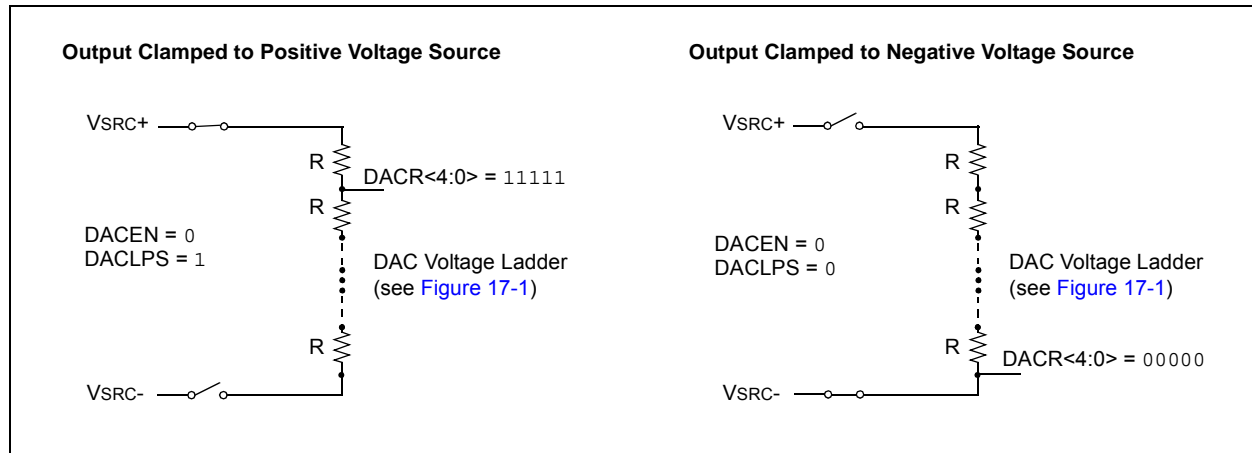 Output Clamped to Positive Voltage Source
VSRC+
R
DACR<4:0> = 11111
R
DACEN = 0
DACLPS = 1
DAC Voltage Ladder
(see Figure 17-1)
R
VSRC-
Output Clamped to Negative Voltage Source
VSRC+
R
R
DACEN = 0
DACLPS = 0
DAC Voltage Ladder
(see Figure 17-1)
R
DACR<4:0> = 00000
VSRC-